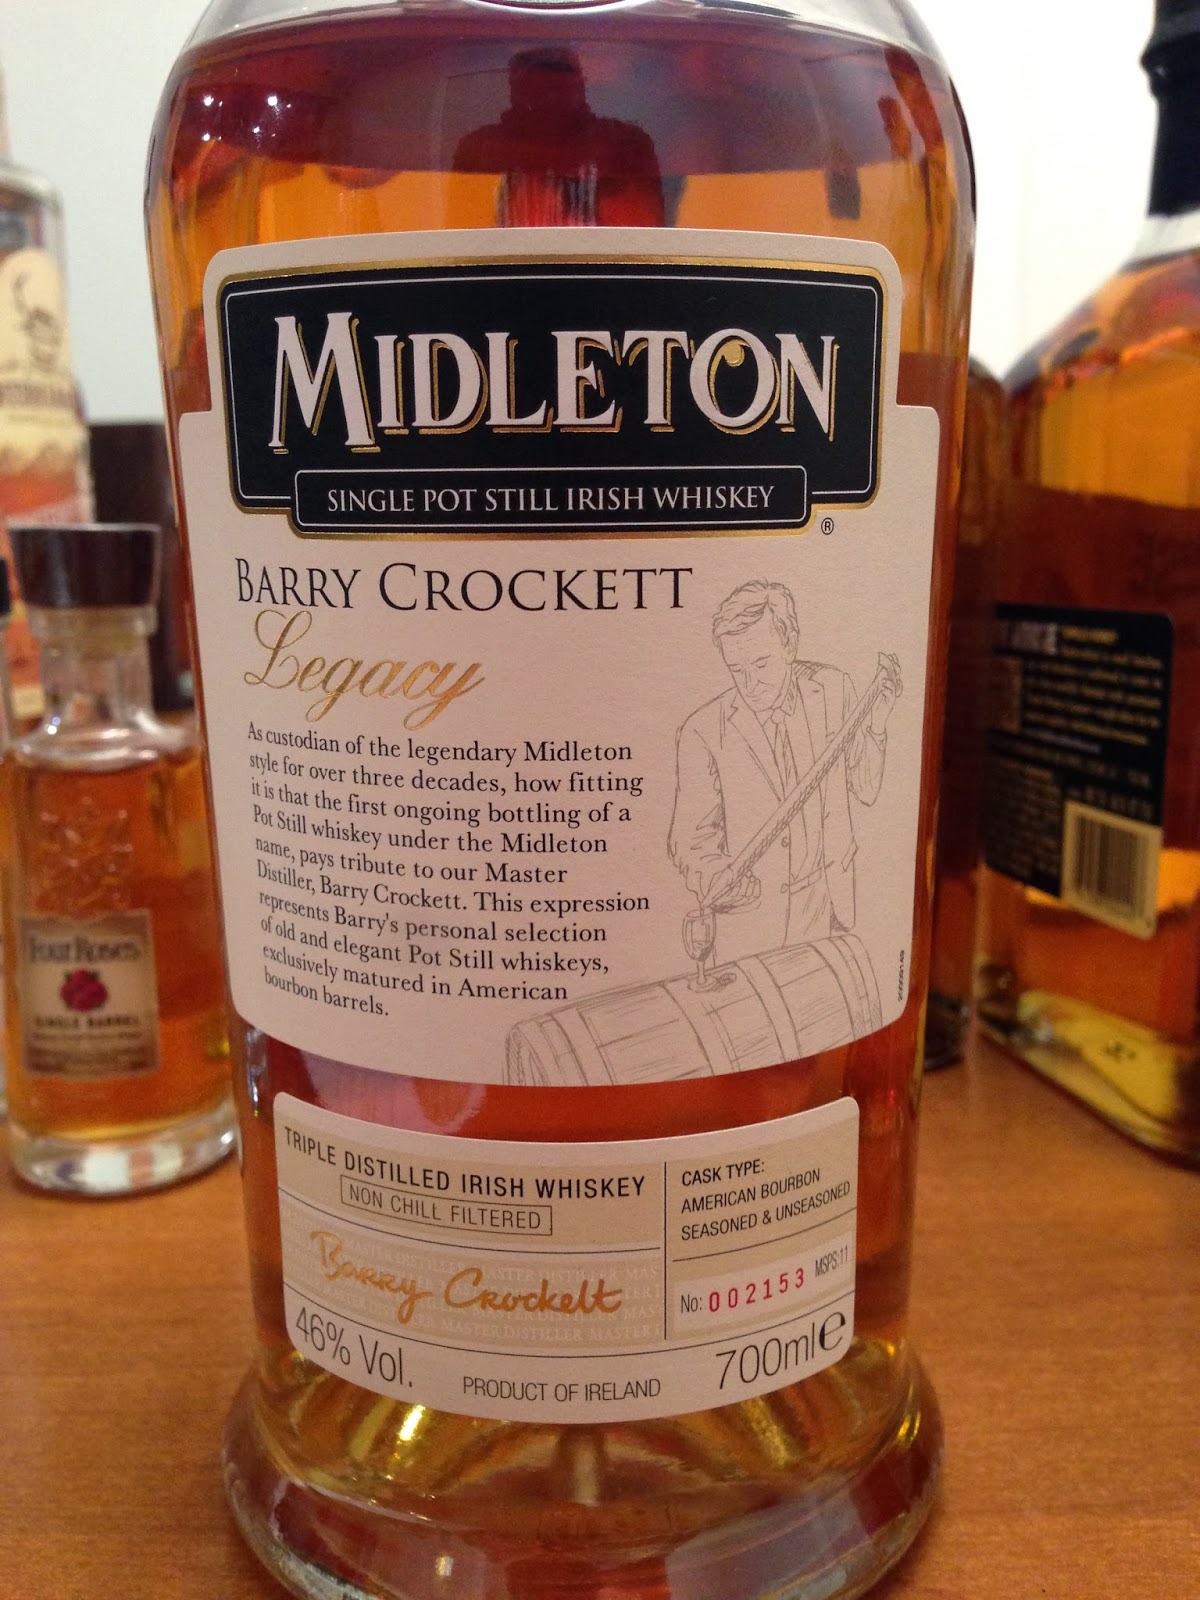 MIDLETON
SINGLE POT STILL IRISH WHISKEY
®
BARRY CROCKETT
Legacy
As custodian of the legendary Midleton
style for over three decades, how fitting
it is that the first ongoing bottling of a
Pot Still whiskey under the Midleton
name, pays tribute to our Master
Distiller, Barry Crockett. This expression
represents Barry's personal selection
of old and elegant Pot Still whiskeys,
exclusively matured in American
bourbon barrels.
20009149
TRIPLE DISTILLED IRISH WHISKEY
NON CHILL FILTERED
Barry Crockett
46% Vol.
PRODUCT OF IRELAND
CASK TYPE:
AMERICAN BOURBON
SEASONED & UNSEASONED
No: 002153 MSPS:11
700ml e
Four Roses
SINGLE BARREL